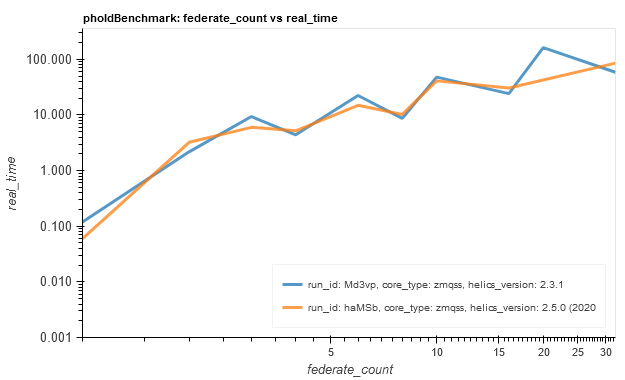 pholdBenchmark: federate_count vs real_time
100.000
10.000
1.000
0.100
0.010
0.001
real_time
run_id: Md3vp, core_type: zmqss, helics_version: 2.3.1
run_id: haMSb, core_type: zmqss, helics_version: 2.5.0 (2020
5 10 15 20 25 30
federate_count